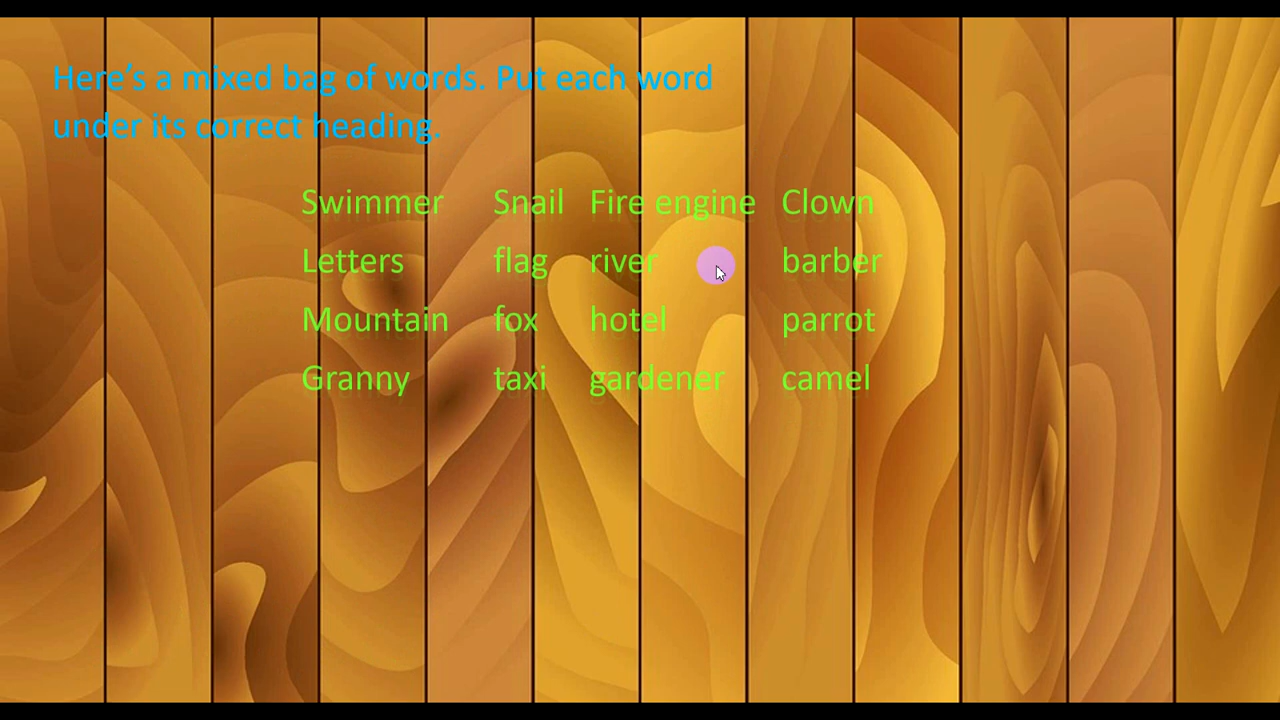 Here’s a mixed bag of words. Put each word
under its correct heading.
Swimmer Snail Fire engine Clown
Letters flag river barber
Mountain fox hotel parrot
Granny taxi gardener camel